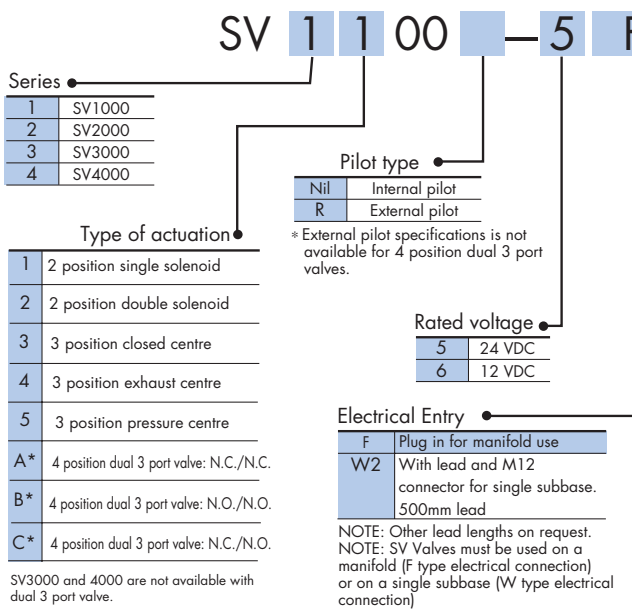 SV 1 1 00 — 5 F
Series
1 SV1000
2 SV2000
3 SV3000
4 SV4000
Pilot type
Nil Internal pilot
R External pilot
* External pilot specifications is not
available for 4 position dual 3 port
valves.
Type of actuation
1 2 position single solenoid
2 2 position double solenoid
3 3 position closed centre
4 3 position exhaust centre
5 3 position pressure centre
A* 4 position dual 3 port valve: N.C./N.C.
B* 4 position dual 3 port valve: N.O./N.O.
C* 4 position dual 3 port valve: N.C./N.O.
SV3000 and 4000 are not available with
dual 3 port valve.
Rated voltage
5 24 VDC
6 12 VDC
Electrical Entry
F Plug in for manifold use
W2 With lead and M12
connector for single subbase.
500mm lead
NOTE: Other lead lengths on request.
NOTE: SV Valves must be used on a
manifold (F type electrical connection)
or on a single subbase (W type electrical
connection)